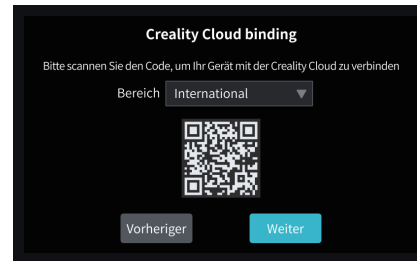 Creality Cloud binding
Bitte scannen Sie den Code, um Ihr Gerät mit der Creality Cloud zu verbinden
Bereich International
Vorheriger Weiter